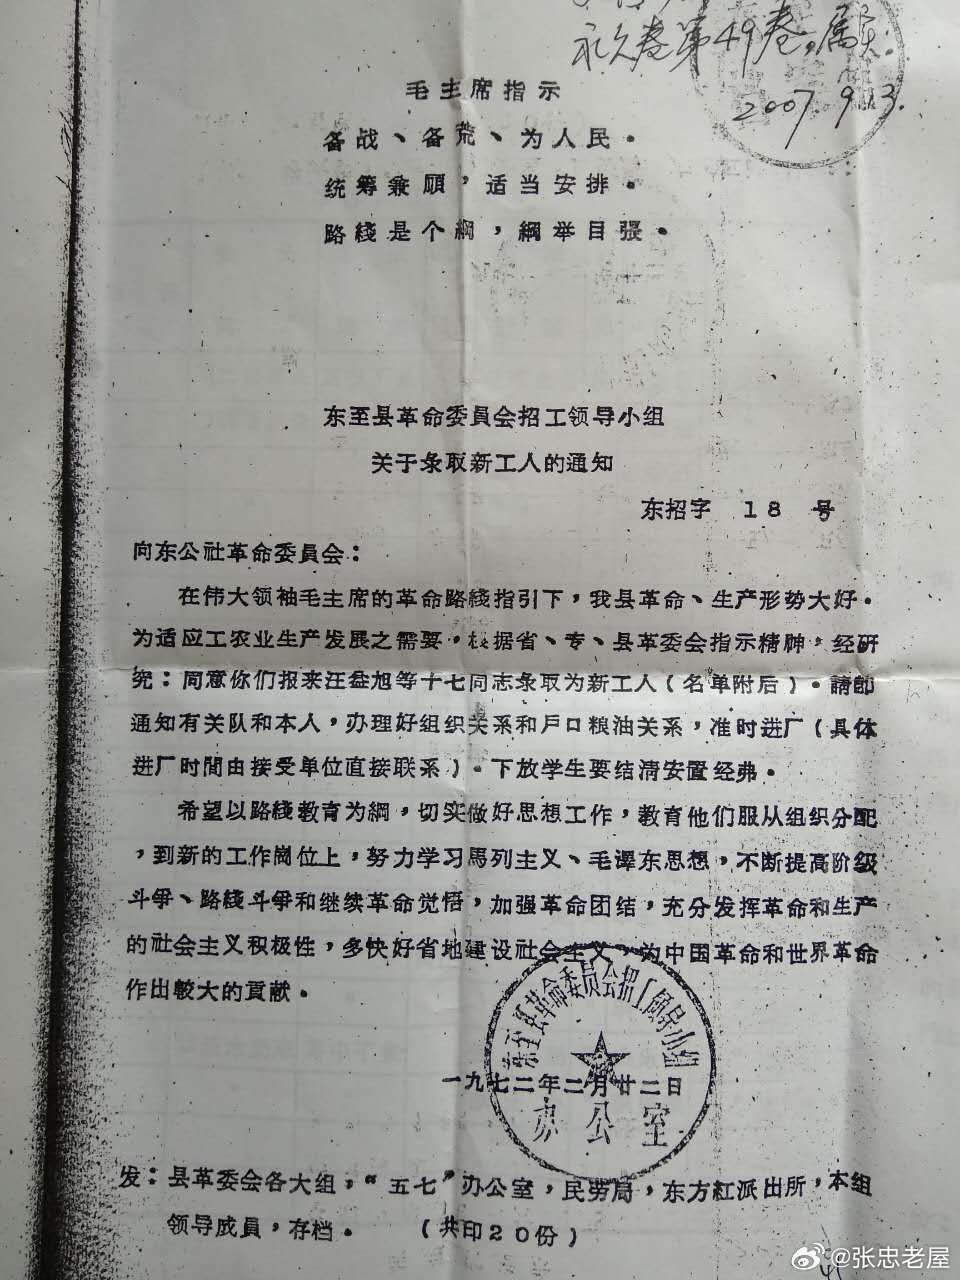 永久卷第49卷,属实.
2007.9.13.
毛主席指示
备战、备荒、为人民。
统筹兼顾，适当安排。
路綫是个綱，綱举目張。
东至县革命委員会招工领导小组
关于彔取新工人的通知
东招字 18 号
向东公社革命委員会：
在伟大领袖毛主席的革命路綫指引下，我县革命、生产形势大好。
为适应工农业生产发展之需要，根据省、专、县革委会指示精神，经研
究：同意你们报来汪益旭等十七同志彔取为新工人（名单附后）。請即
通知有关队和本人，办理好组织关系和戶口粮油关系，准时进厂（具体
进厂时間由接受单位直接联系）。下放学生要结清安置经弗。
希望以路綫教育为綱，切实做好思想工作，教育他们服从组织分配
，到新的工作岗位上，努力学习馬列主义、毛澤东思想，不断提高阶级
斗爭、路綫斗爭和继续革命觉悟，加强革命团结，充分发挥革命和生产
的社会主义积极性，多快好省地建设社会主义，为中国革命和世界革命
作出較大的貢献。
东至县革命委员会招工领导小组
一九七二年二月廿二日
办公室
发：县革委会各大组，“五七”办公室，民劳局，东方紅派出所，本组
领导成員，存档。 （共印20份）
@张忠老屋